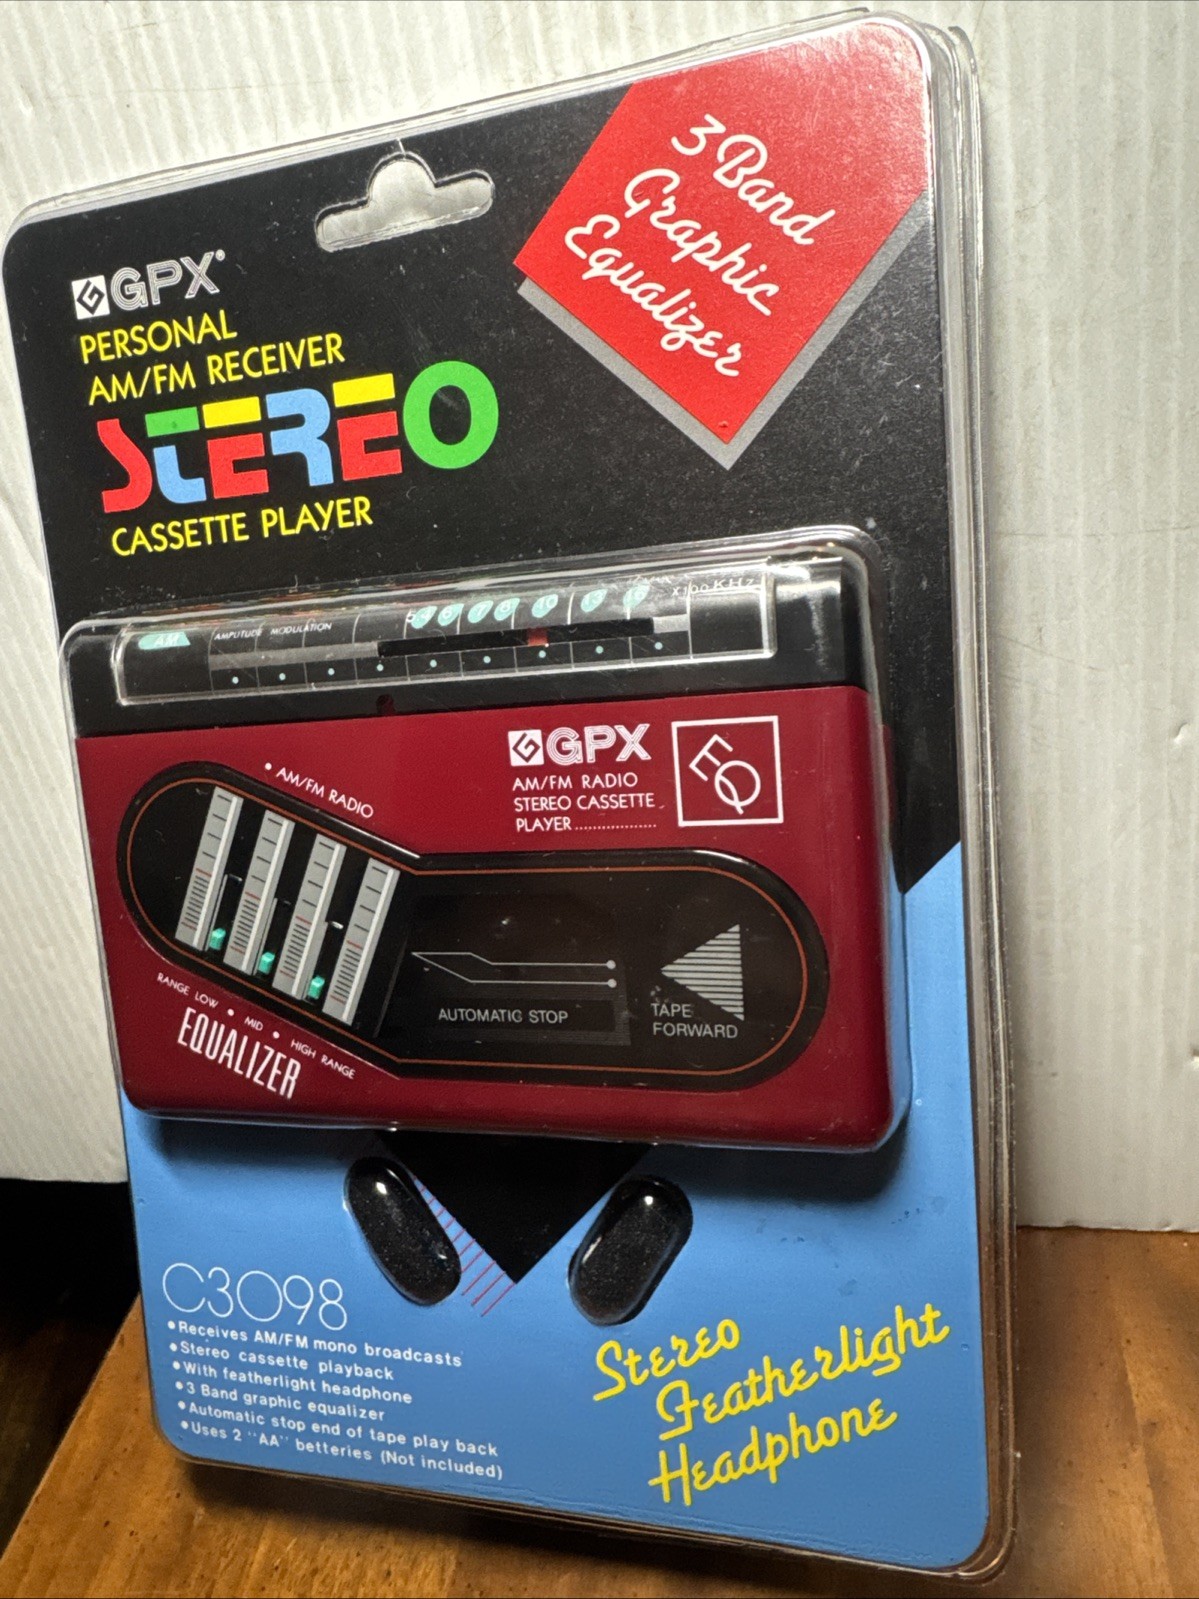 3 Band
Graphic
Equalizer
GPX®
PERSONAL
AM/FM RECEIVER
STEREO
CASSETTE PLAYER
AM AMPLITUDE MODULATION
X100 KHz
GPX
AM/FM RADIO
STEREO CASSETTE
PLAYER...................
EQ
• AM/FM RADIO
AUTOMATIC STOP
TAPE
FORWARD
RANGE LOW • MID • HIGH RANGE
EQUALIZER
C3098
•Receives AM/FM mono broadcasts
•Stereo cassette playback
•With featherlight headphone
•3 Band graphic equalizer
•Automatic stop end of tape play back
•Uses 2 "AA" betteries (Not included)
Stereo
Featherlight
Headphone